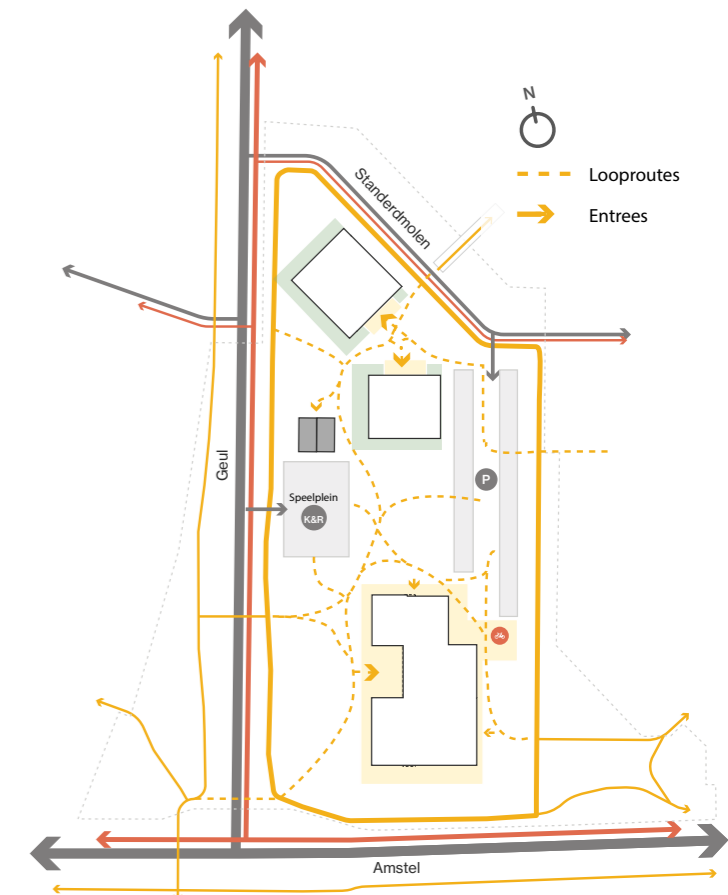 N
Looproutes
Entrees
Standerdmolen
Geul
P
Speelplein
K&R
Amstel